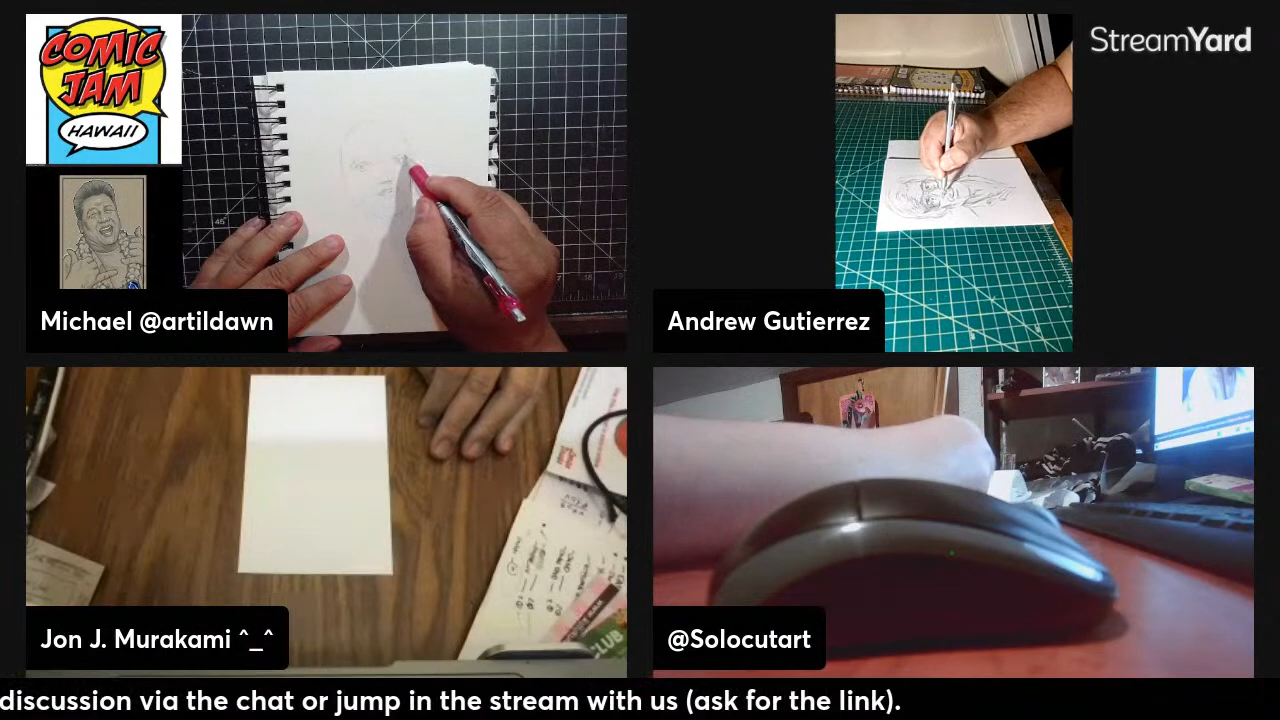 COMIC
JAM
HAWAII
StreamYard
Michael @artildawn
Andrew Gutierrez
Jon J. Murakami ^_^
CLUB
@Solocutart
discussion via the chat or jump in the stream with us (ask for the link).